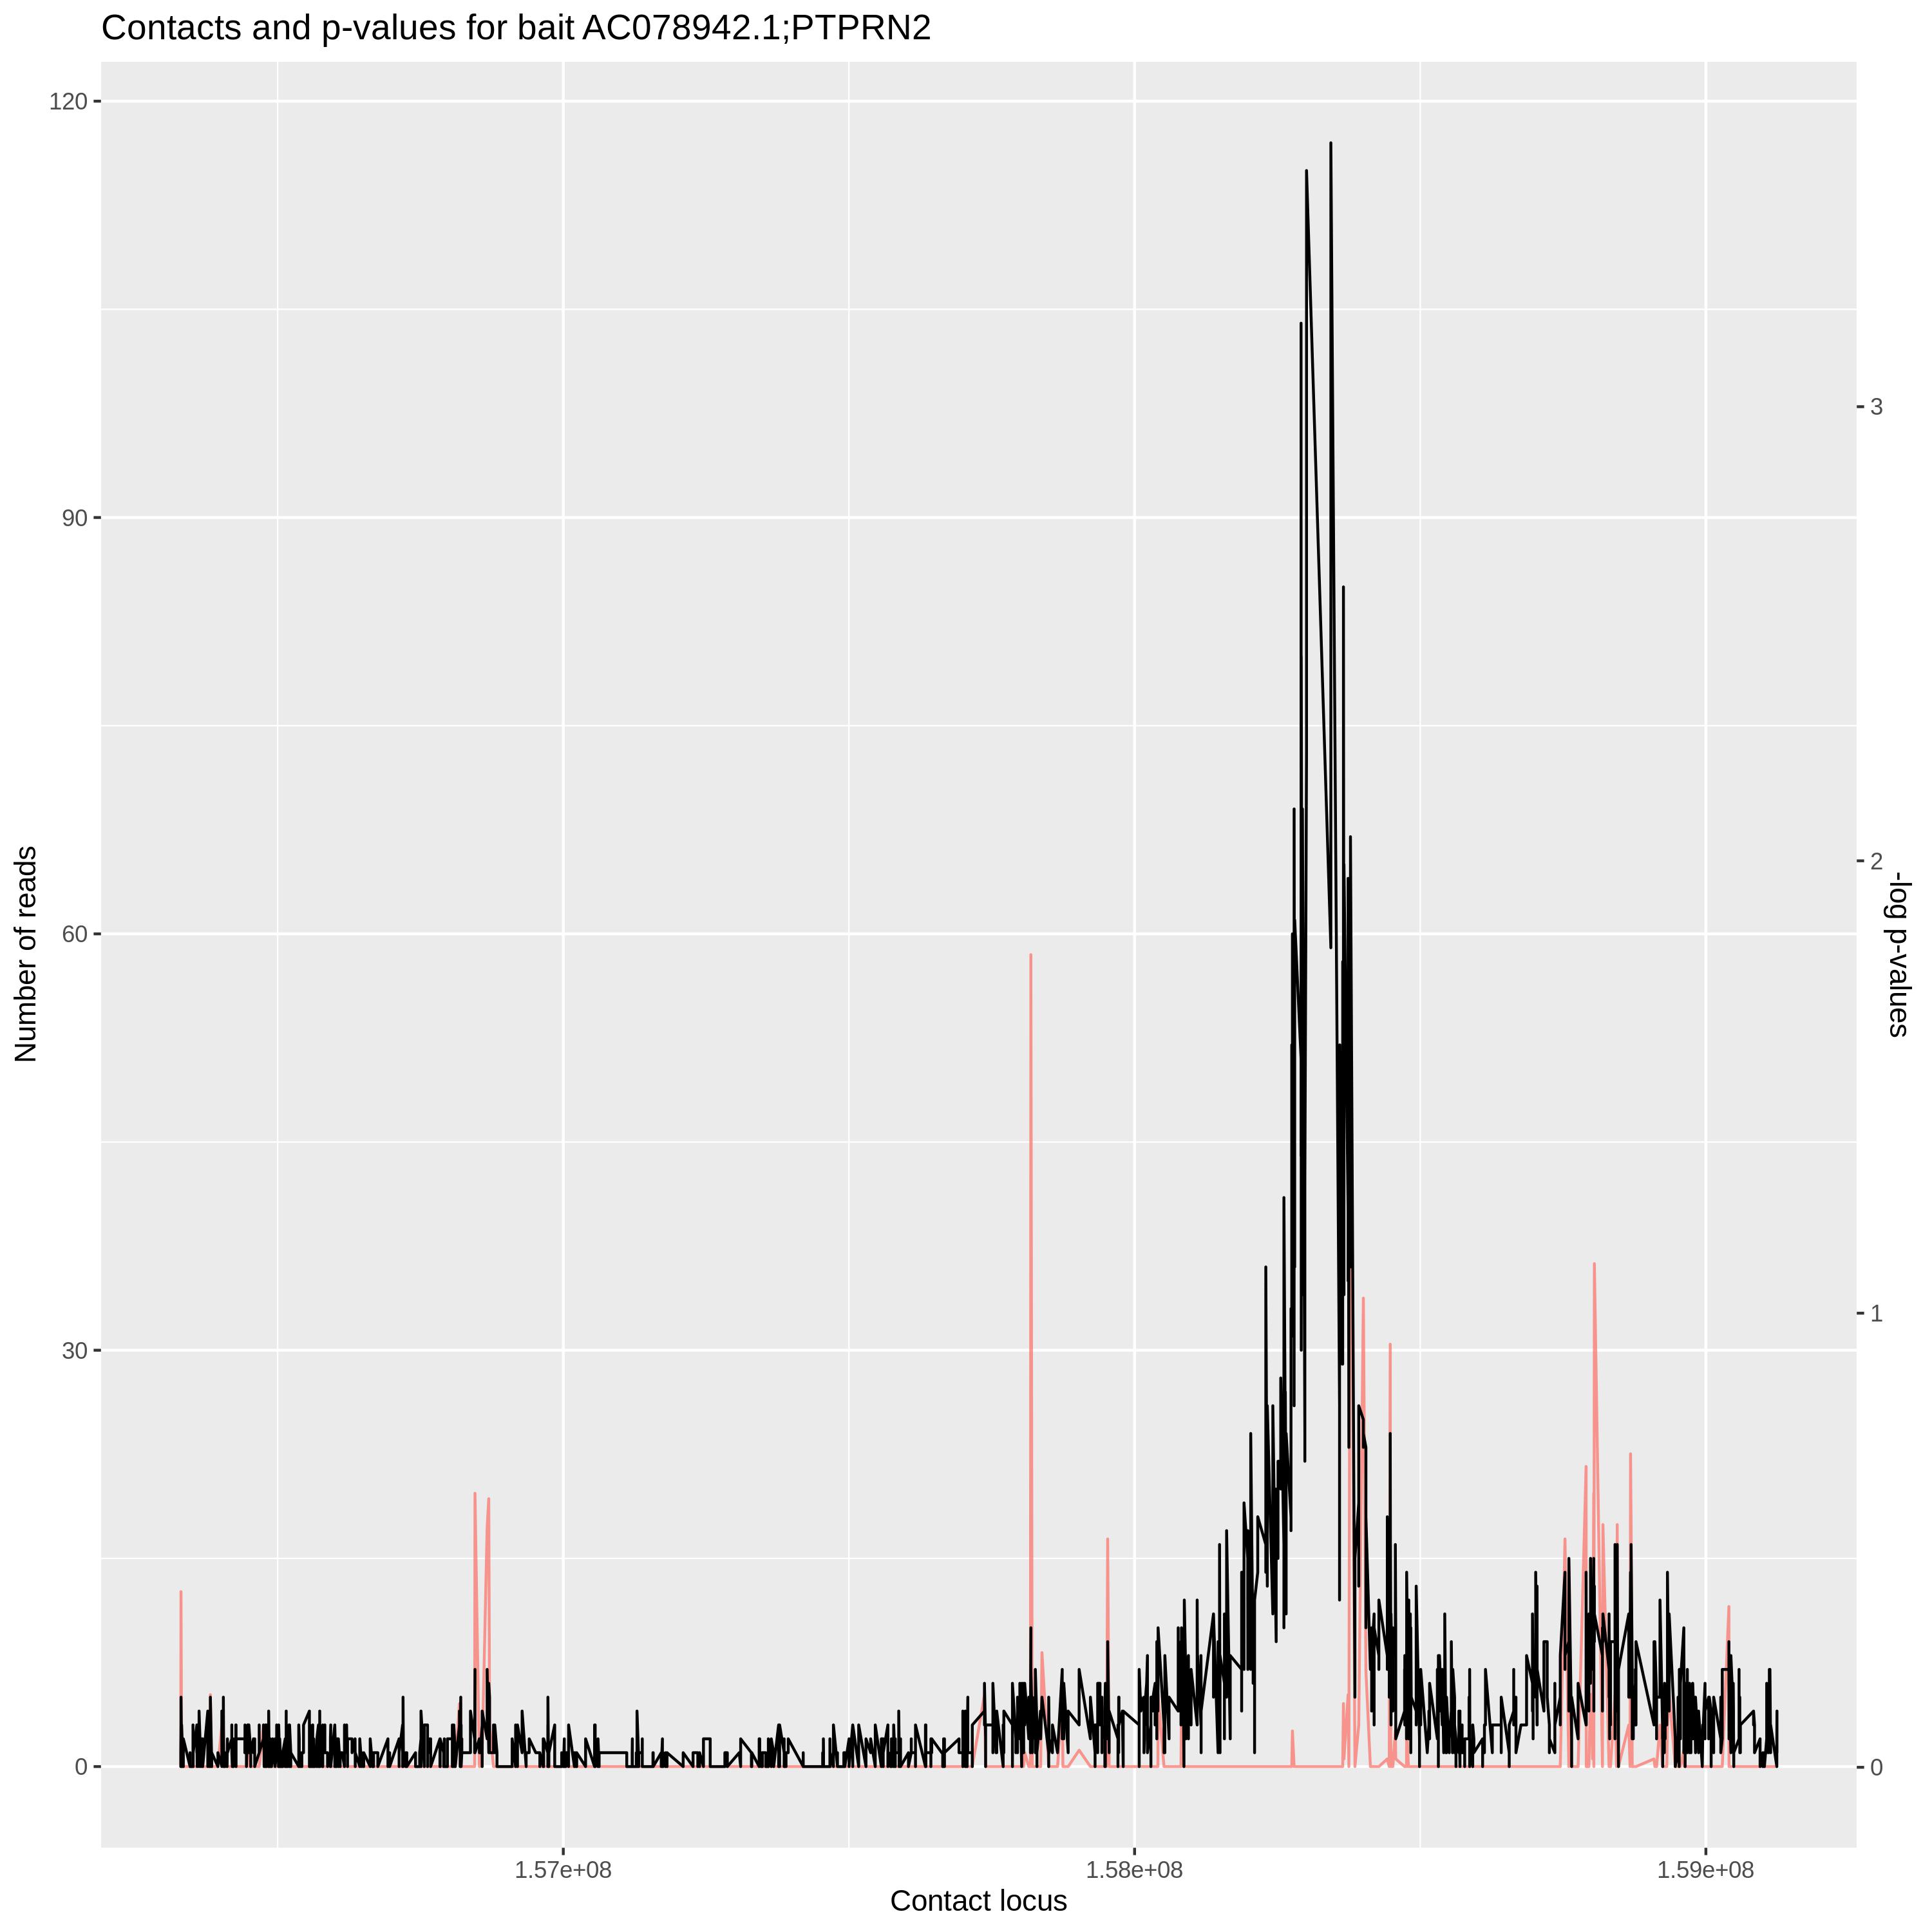 Contacts and p-values for bait AC078942.1;PTPRN2
120
90
60
30
0
Number of reads
3
2
1
0
-log p-values
1.57e+08
1.58e+08
1.59e+08
Contact locus